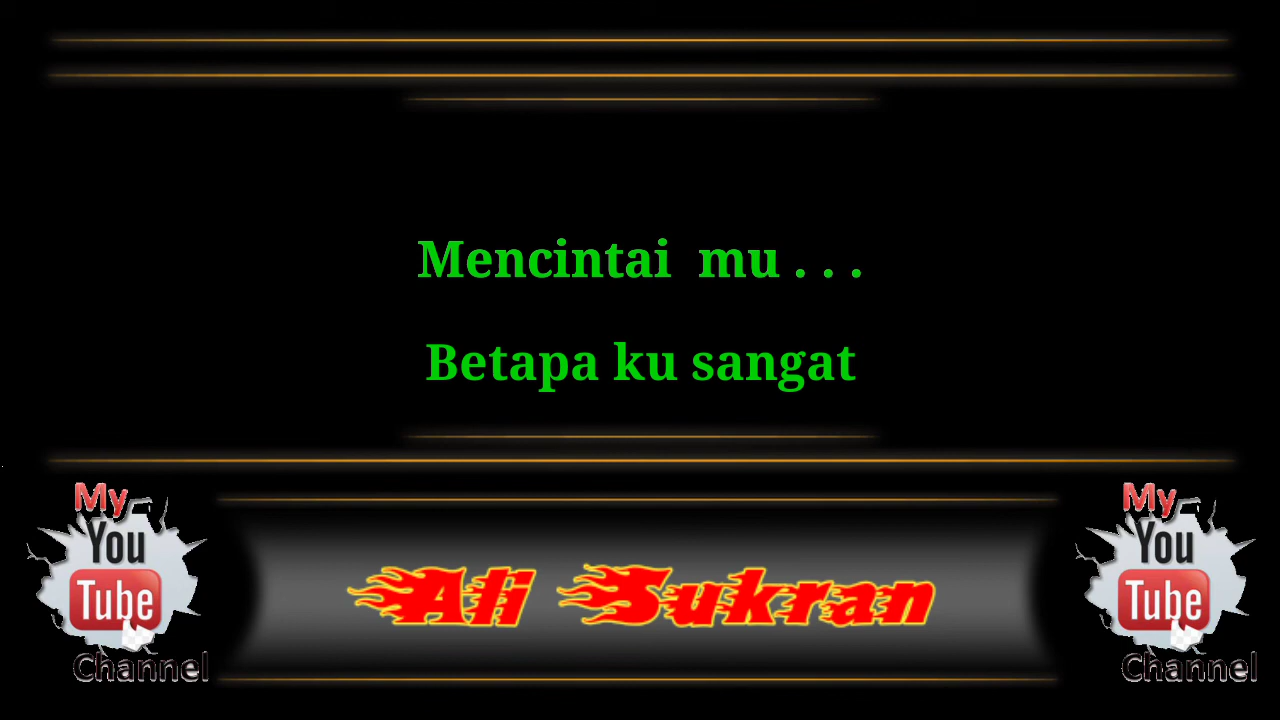 Mencintai mu . . .
Betapa ku sangat
My
You
Tube
Channel
Ali Sukran
My
You
Tube
Channel